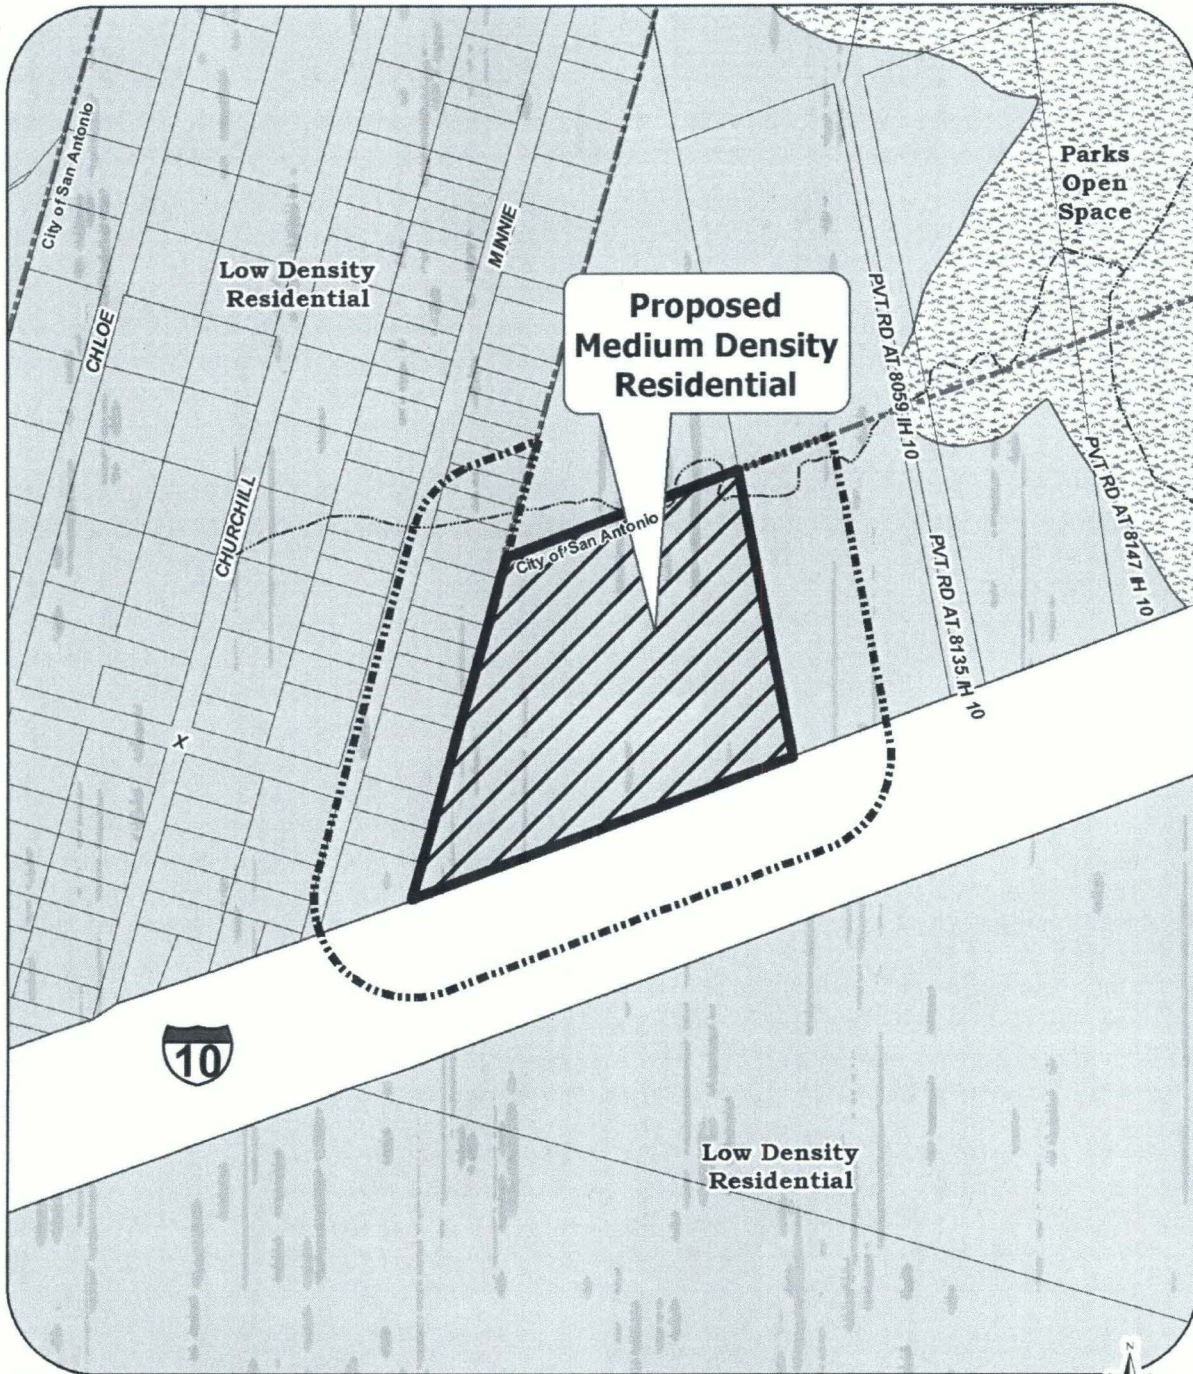 City of San Antonio
Parks
Open
Space
MINNIE
Low Density
Residential
Proposed
Medium Density
Residential
PVT. RD AT 8059 IH 10
CHLOE
CHURCHILL
City of San Antonio
PVT. RD AT 8147 IH 10
PVT. RD AT 8135 IH 10
X
10
Low Density
Residential
N